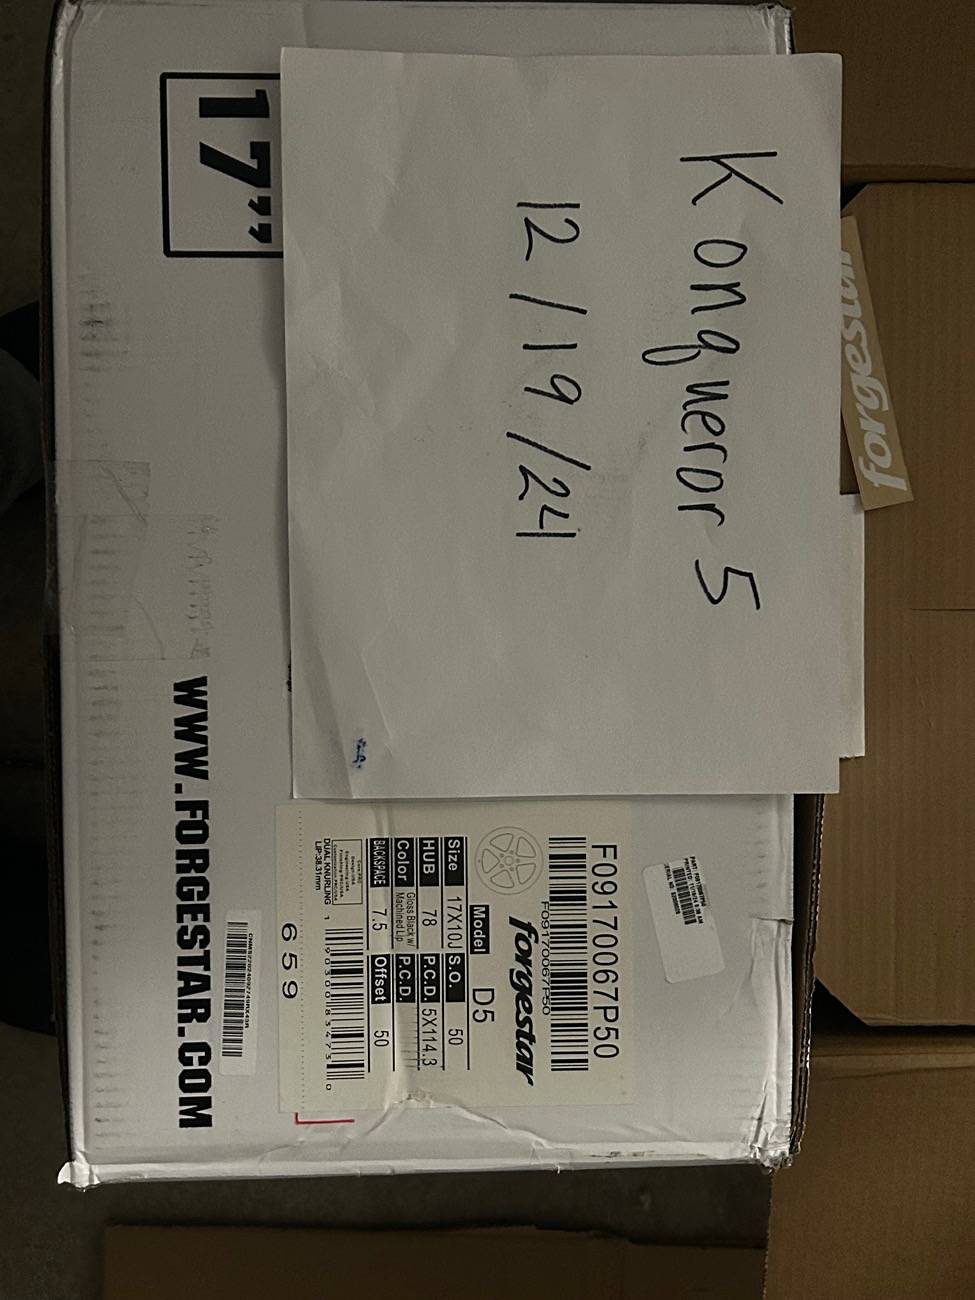 17”
Konqueror 5
12/19/24
forgestar
WWW.FORGESTAR.COM
F09170067P50
F09170067P50
forgestar
Model D5
Size 17X10J S.O. 50
HUB 78 P.C.D. 5X114.3
Color Gloss Black w/ Machined Lip P.C.D.
BACKSPACE 7.5 Offset 50
DUAL KNURLING
LIP:38.31mm
659